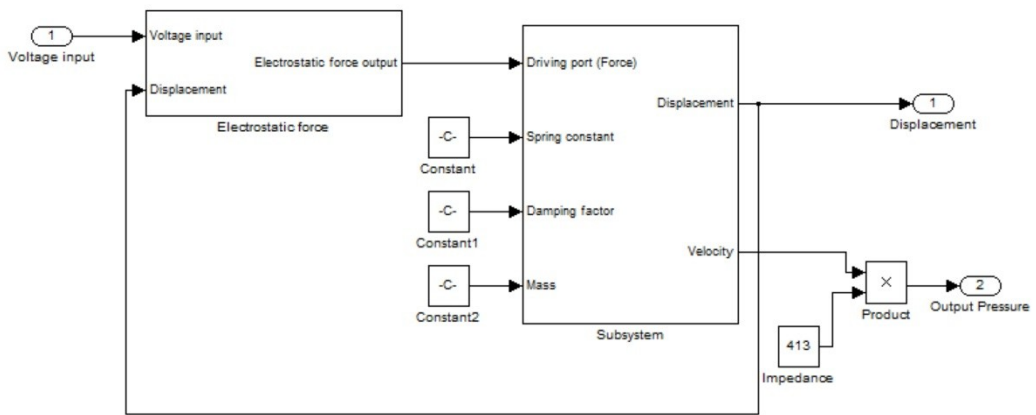 1
Voltage input
Voltage input
Electrostatic force output
Displacement
Electrostatic force
Driving port (Force)
Displacement
Spring constant
Damping factor
Velocity
Mass
Subsystem
-C-
Constant
-C-
Constant1
-C-
Constant2
1
Displacement
×
Product
2
Output Pressure
413
Impedance